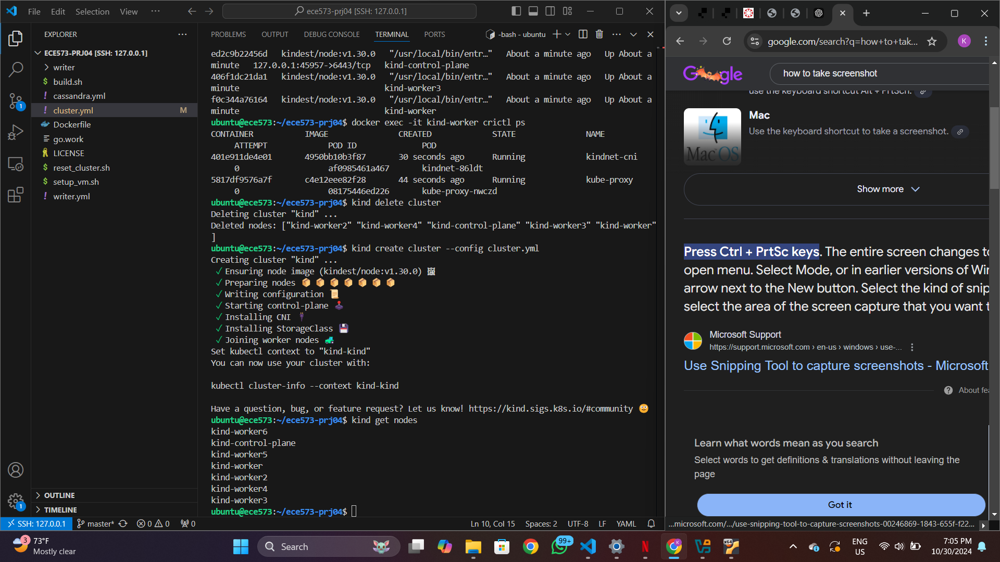 File Edit Selection View ···
ece573-prj04 [SSH: 127.0.0.1]
EXPLORER
ECE573-PRJ04 [SSH: 127.0.0.1]
writer
$ build.sh
! cassandra.yml
! cluster.yml M
Dockerfile
go.work
LICENSE
$ reset_cluster.sh
$ setup_vm.sh
! writer.yml
1
1
OUTLINE
TIMELINE
PROBLEMS OUTPUT DEBUG CONSOLE TERMINAL PORTS
-bash - ubuntu
ed2c9b22456d kindest/node:v1.30.0 "/usr/local/bin/entr…" About a minute ago Up About a
minute 127.0.0.1:45957->6443/tcp kind-control-plane
406f1dc21da1 kindest/node:v1.30.0 "/usr/local/bin/entr…" About a minute ago Up About a
minute kind-worker3
f0c344a76164 kindest/node:v1.30.0 "/usr/local/bin/entr…" About a minute ago Up About a
minute kind-worker
ubuntu@ece573:~/ece573-prj04$ docker exec -it kind-worker crictl ps
CONTAINER IMAGE CREATED STATE NAME
ATTEMPT POD ID POD
401e911de4e01 4950bb10b3f87 30 seconds ago Running kindnet-cni
0 af0985461a467 kindnet-86ldt
5817df9576a7f c4e12eee82f28 44 seconds ago Running kube-proxy
0 08175446ed226 kube-proxy-nwczd
ubuntu@ece573:~/ece573-prj04$ kind delete cluster
Deleting cluster "kind" ...
Deleted nodes: ["kind-worker2" "kind-worker4" "kind-control-plane" "kind-worker3" "kind-worker"
]
ubuntu@ece573:~/ece573-prj04$ kind create cluster --config cluster.yml
Creating cluster "kind" ...
✓ Ensuring node image (kindest/node:v1.30.0) 🖼
✓ Preparing nodes 📦 📦 📦 📦 📦 📦 📦
✓ Writing configuration 📜
✓ Starting control-plane 🕹️
✓ Installing CNI 🔌
✓ Installing StorageClass 💾
✓ Joining worker nodes 🚜
Set kubectl context to "kind-kind"
You can now use your cluster with:
kubectl cluster-info --context kind-kind
Have a question, bug, or feature request? Let us know! https://kind.sigs.k8s.io/#community 🙂
ubuntu@ece573:~/ece573-prj04$ kind get nodes
kind-worker6
kind-control-plane
kind-worker5
kind-worker
kind-worker2
kind-worker4
kind-worker3
ubuntu@ece573:~/ece573-prj04$
SSH: 127.0.0.1 master* 0 0 0 Ln 10, Col 15 Spaces: 2 UTF-8 LF YAML
google.com/search?q=how+to+tak...
K
Google
how to take screenshot
use the keyboard shortcut Alt + PrtScn.
Mac
Use the keyboard shortcut to take a screenshot.
Mac OS
Show more
Press Ctrl + PrtSc keys. The entire screen changes to
open menu. Select Mode, or in earlier versions of Wi
arrow next to the New button. Select the kind of snip
select the area of the screen capture that you want t
Microsoft Support
https://support.microsoft.com › en-us › windows › use-...
Use Snipping Tool to capture screenshots - Microsoft
About fea
Learn what words mean as you search
Select words to get definitions & translations without leaving the
page
Got it
...microsoft.com/.../use-snipping-tool-to-capture-screenshots-00246869-1843-655f-f22...
3
73°F
Mostly clear
Search
99+
K
x64
ENG
US
7:05 PM
10/30/2024